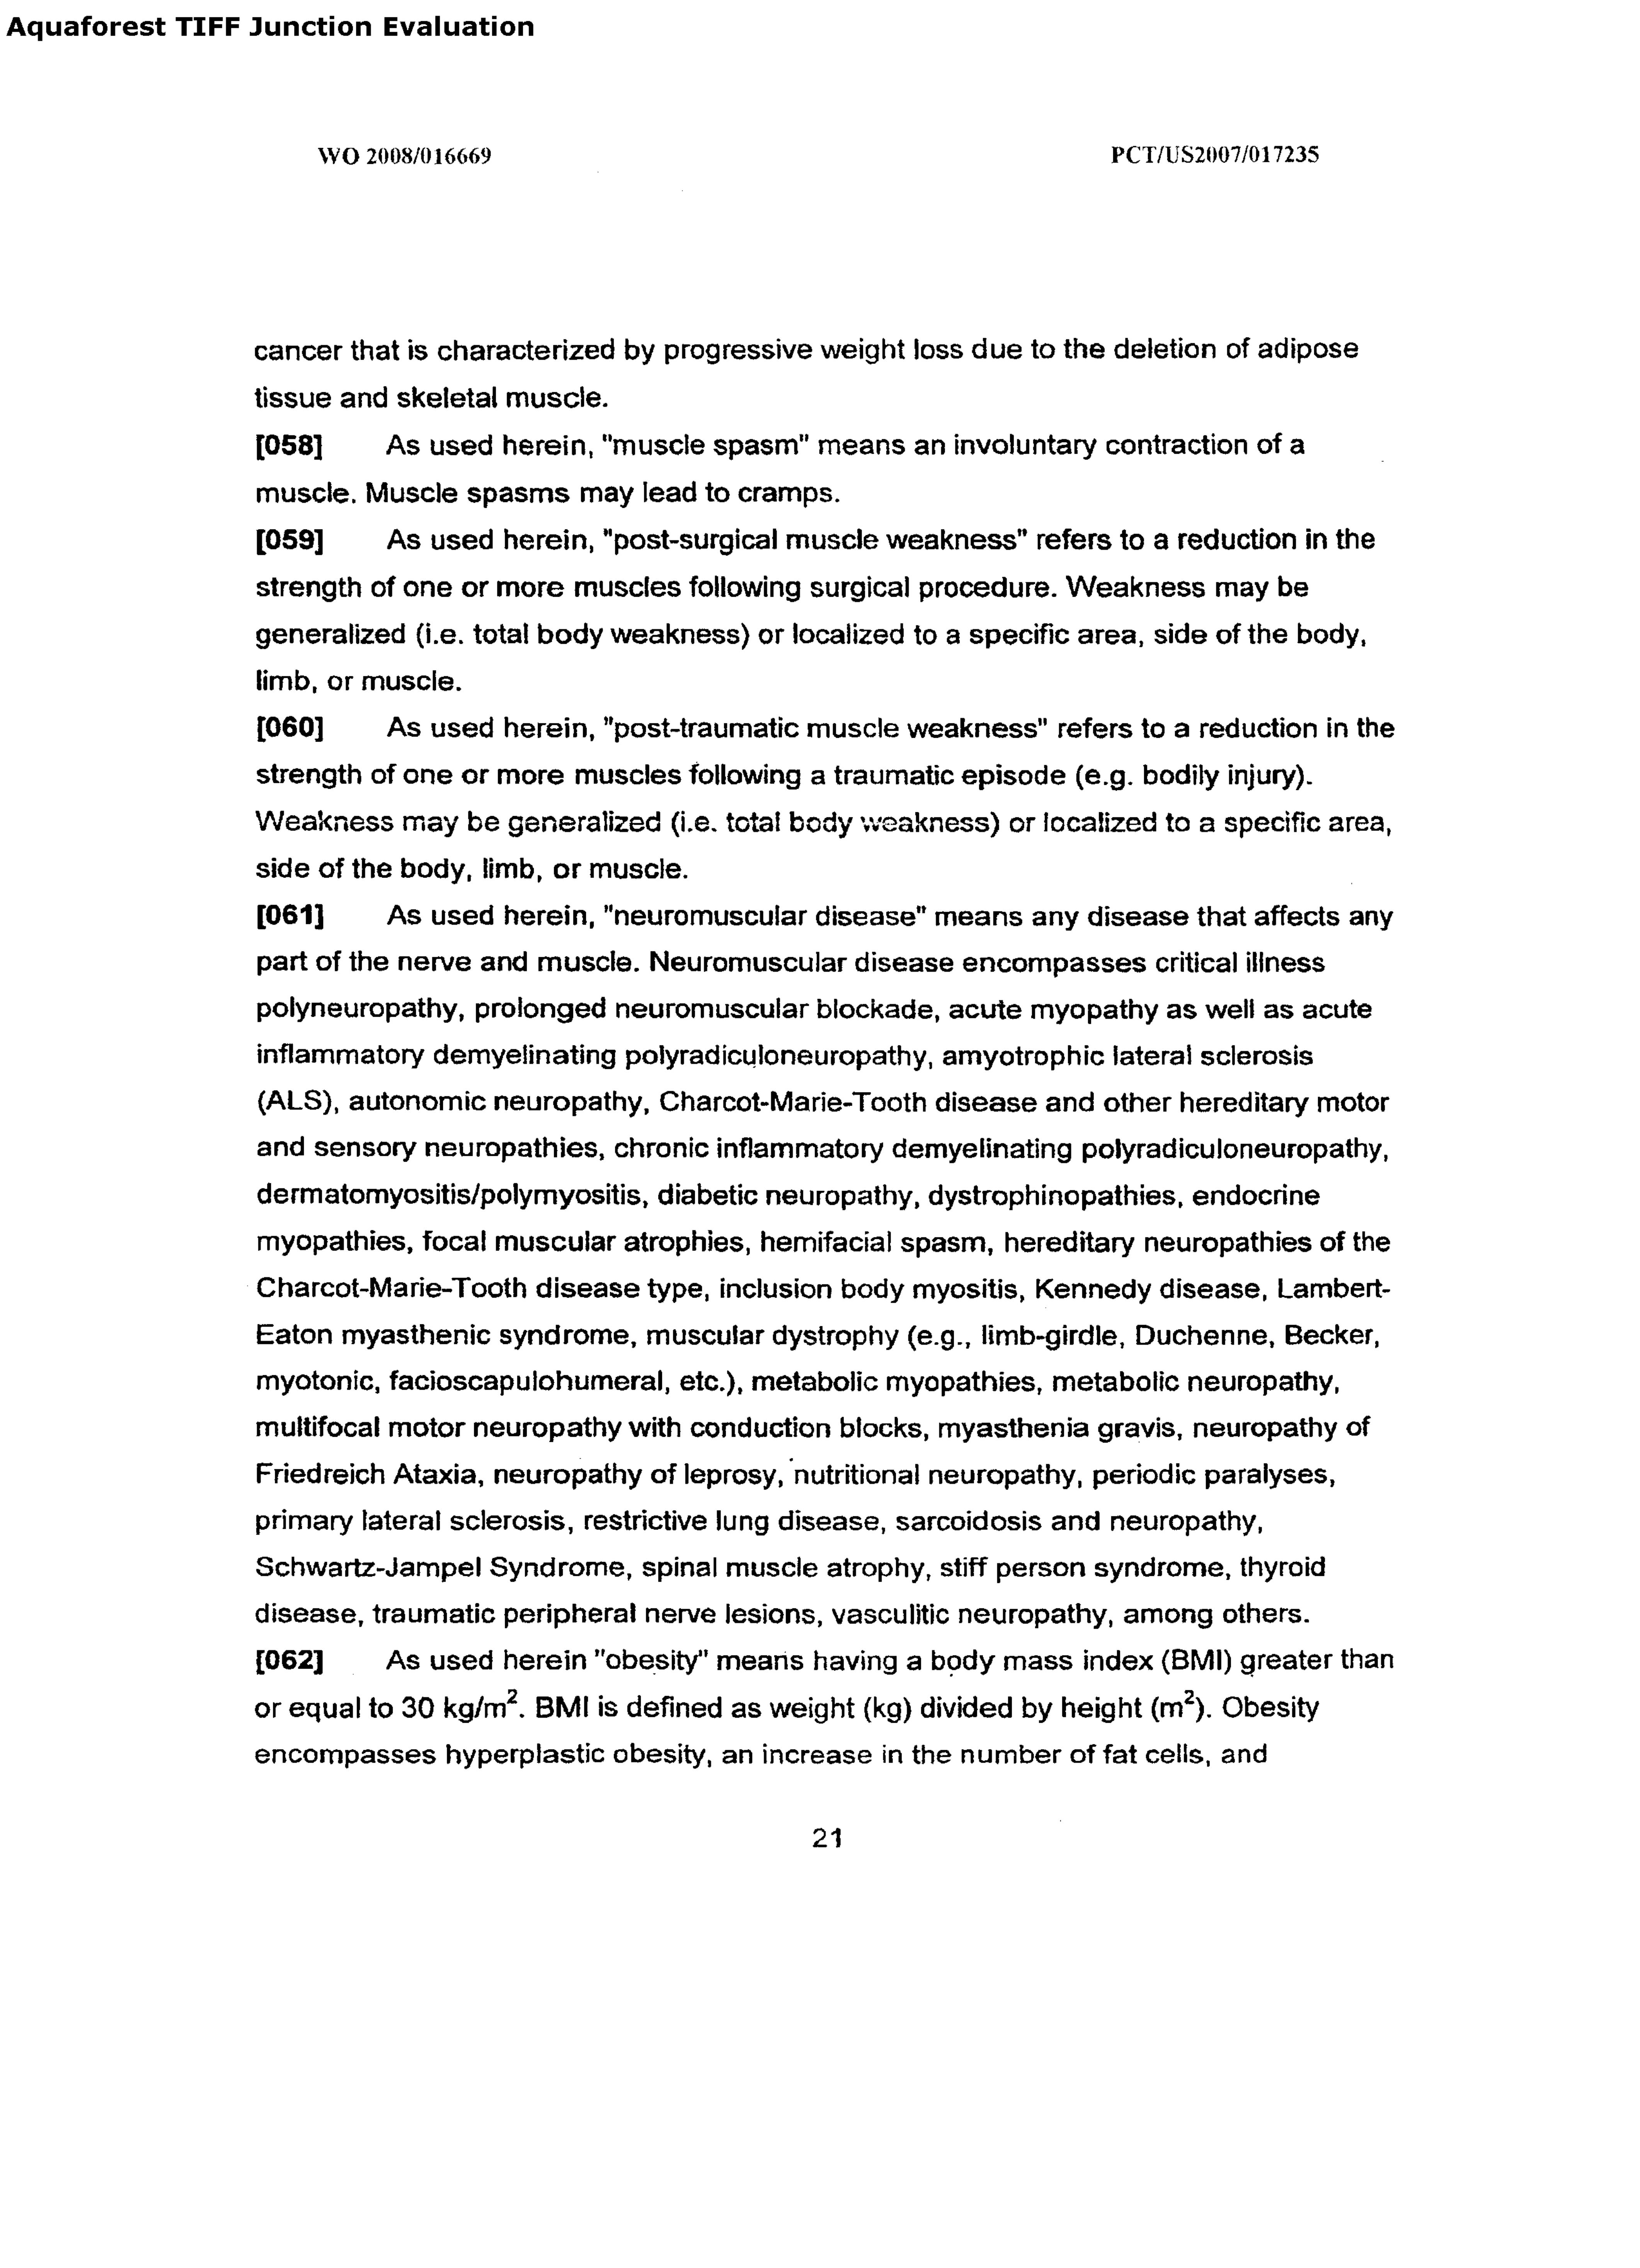 Aquaforest TIFF Junction Evaluation
WO 2008/016669 PCT/US2007/017235
cancer that is characterized by progressive weight loss due to the deletion of adipose
tissue and skeletal muscle.
[058] As used herein, "muscle spasm" means an involuntary contraction of a
muscle. Muscle spasms may lead to cramps.
[059] As used herein, "post-surgical muscle weakness" refers to a reduction in the
strength of one or more muscles following surgical procedure. Weakness may be
generalized (i.e. total body weakness) or localized to a specific area, side of the body,
limb, or muscle.
[060] As used herein, "post-traumatic muscle weakness" refers to a reduction in the
strength of one or more muscles following a traumatic episode (e.g. bodily injury).
Weakness may be generalized (i.e. total body weakness) or localized to a specific area,
side of the body, limb, or muscle.
[061] As used herein, "neuromuscular disease" means any disease that affects any
part of the nerve and muscle. Neuromuscular disease encompasses critical illness
polyneuropathy, prolonged neuromuscular blockade, acute myopathy as well as acute
inflammatory demyelinating polyradiculoneuropathy, amyotrophic lateral sclerosis
(ALS), autonomic neuropathy, Charcot-Marie-Tooth disease and other hereditary motor
and sensory neuropathies, chronic inflammatory demyelinating polyradiculoneuropathy,
dermatomyositis/polymyositis, diabetic neuropathy, dystrophinopathies, endocrine
myopathies, focal muscular atrophies, hemifacial spasm, hereditary neuropathies of the
Charcot-Marie-Tooth disease type, inclusion body myositis, Kennedy disease, Lambert-
Eaton myasthenic syndrome, muscular dystrophy (e.g., limb-girdle, Duchenne, Becker,
myotonic, facioscapulohumeral, etc.), metabolic myopathies, metabolic neuropathy,
multifocal motor neuropathy with conduction blocks, myasthenia gravis, neuropathy of
Friedreich Ataxia, neuropathy of leprosy, nutritional neuropathy, periodic paralyses,
primary lateral sclerosis, restrictive lung disease, sarcoidosis and neuropathy,
Schwartz-Jampel Syndrome, spinal muscle atrophy, stiff person syndrome, thyroid
disease, traumatic peripheral nerve lesions, vasculitic neuropathy, among others.
[062] As used herein "obesity" means having a body mass index (BMI) greater than
or equal to 30 kg/m². BMI is defined as weight (kg) divided by height (m²). Obesity
encompasses hyperplastic obesity, an increase in the number of fat cells, and
21